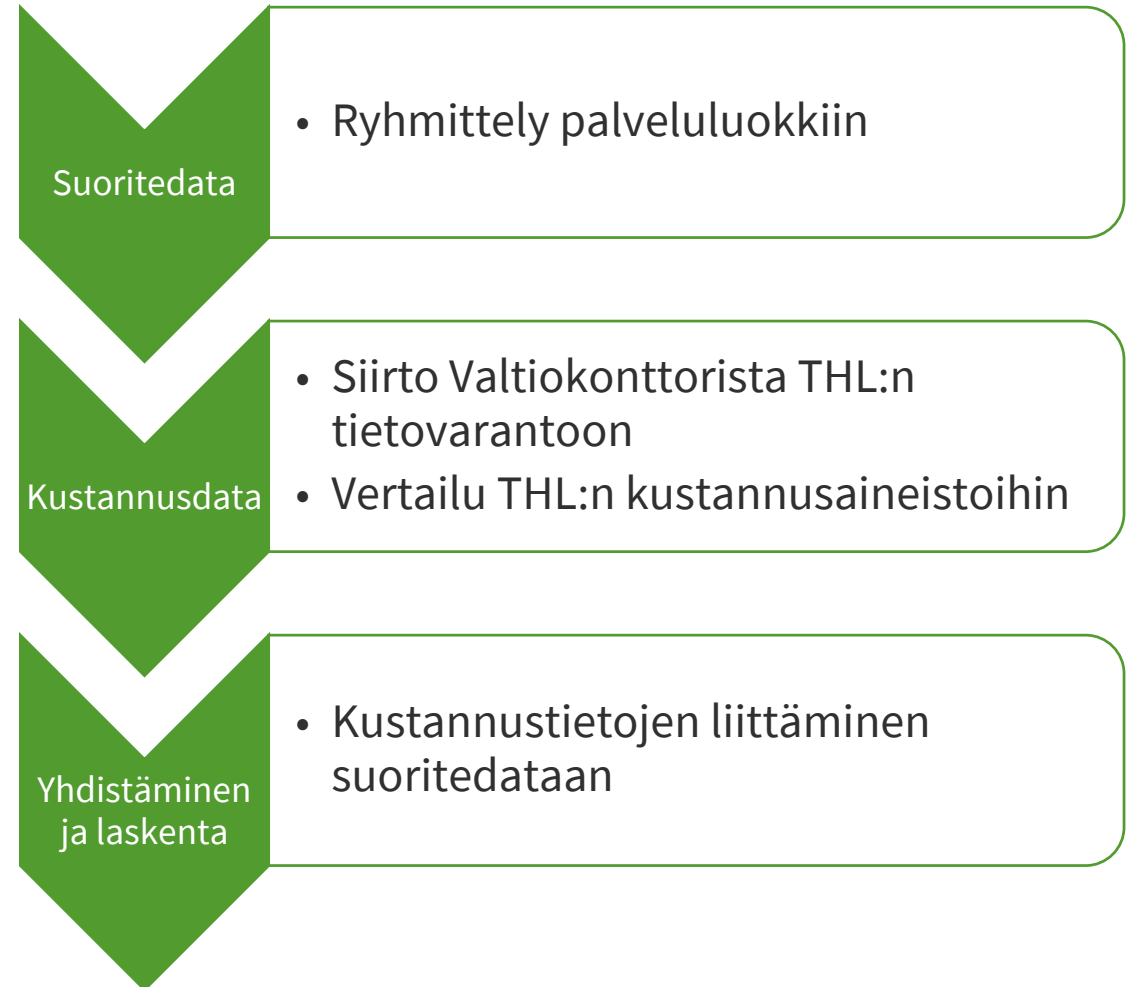 Suoritedata
• Ryhmittely palveluluokkiin
Kustannusdata
• Siirto Valtiokonttorista THL:n
tietovarantoon
• Vertailu THL:n kustannusaineistoihin
Yhdistäminen
ja laskenta
• Kustannustietojen liittäminen
suoritedataan